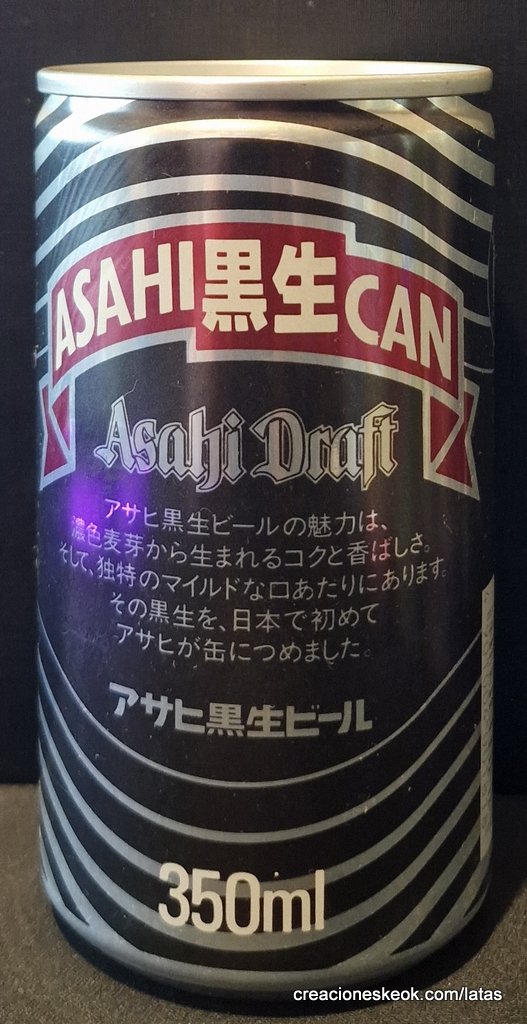 ASAHI黒生CAN
Asahi Draft
アサヒ黒生ビールの魅力は、
濃色麦芽から生まれるコクと香ばしさ。
そして、独特のマイルドな口あたりにあります。
その黒生を、日本で初めて
アサヒが缶につめました。
アサヒ黒生ビール
350ml
creacioneskeok.com/latas